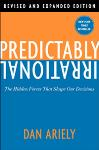 REVISED AND EXPANDED EDITION
PREDICTABLY
IRRATIONAL
The Hidden Forces That Shape Our Decisions
DAN ARIELY